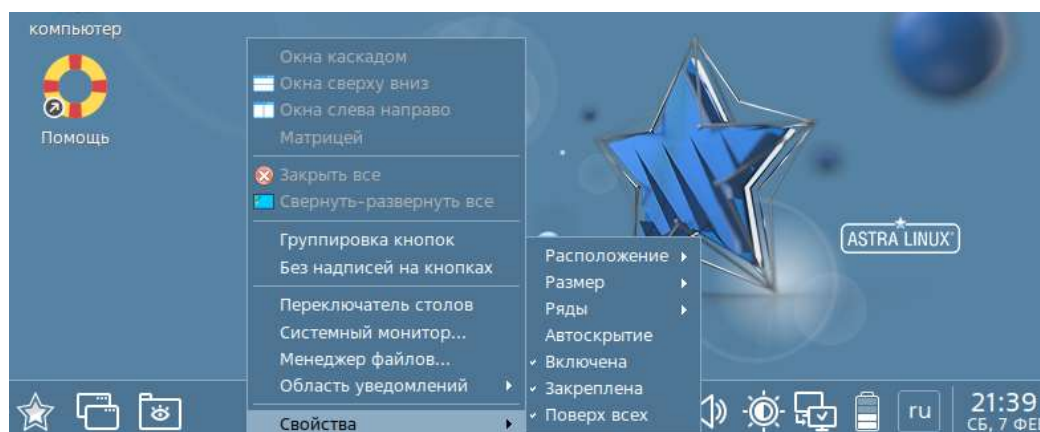 компьютер
Помощь
Окна каскадом
Окна сверху вниз
Окна слева направо
Матрицей
Закрыть все
Свернуть-развернуть все
Группировка кнопок
Без надписей на кнопках
Переключатель столов
Системный монитор...
Менеджер файлов...
Область уведомлений
Свойства
Расположение
Размер
Ряды
Автоскрытие
Включена
Закреплена
Поверх всех
ASTRA LINUX®
ru
21:39
СБ, 7 ФЕ